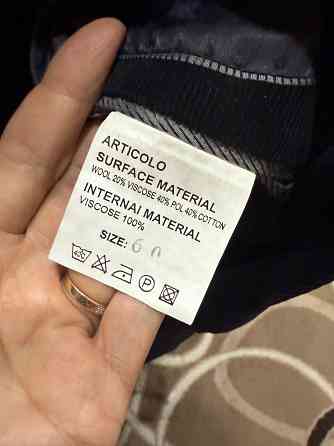 ARTICOLO
SURFACE MATERIAL
WOOL 20% VISCOSE 40% POL 40% COTTON
INTERNAI MATERIAL
VISCOSE 100%
SIZE: 60
P